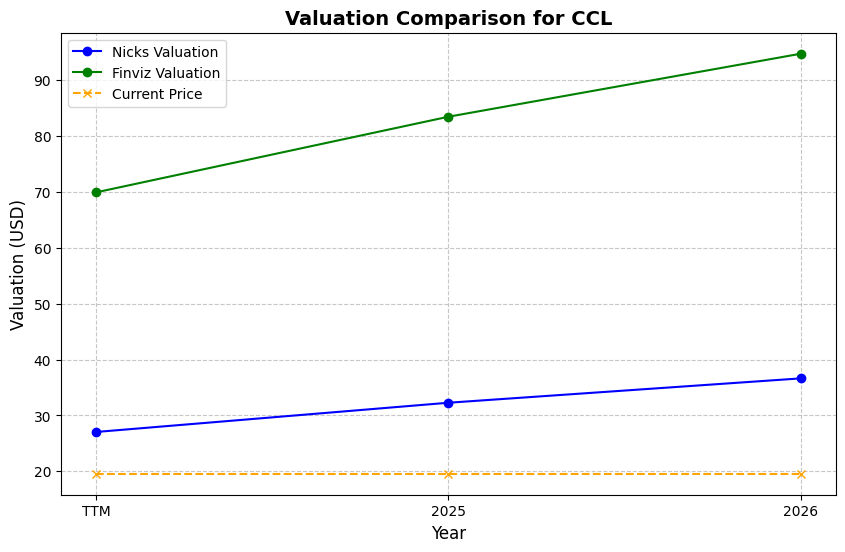 Valuation Comparison for CCL
Nicks Valuation
Finviz Valuation
Current Price
Valuation (USD)
90
80
70
60
50
40
30
20
TTM
2025
2026
Year